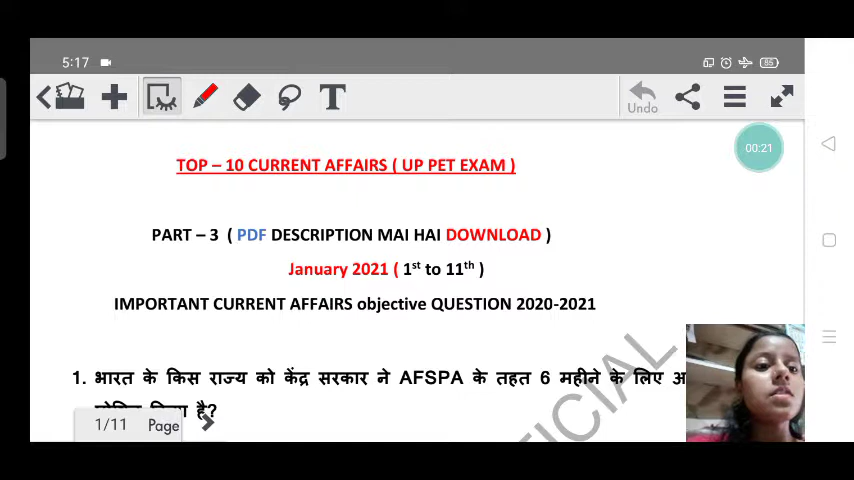 5:17
85
Undo
00:21
TOP – 10 CURRENT AFFAIRS ( UP PET EXAM )
PART – 3 ( PDF DESCRIPTION MAI HAI DOWNLOAD )
January 2021 ( 1st to 11th )
IMPORTANT CURRENT AFFAIRS objective QUESTION 2020-2021
1. भारत के किस राज्य को केंद्र सरकार ने AFSPA के तहत 6 महीने के लिए
है?
1/11 Page